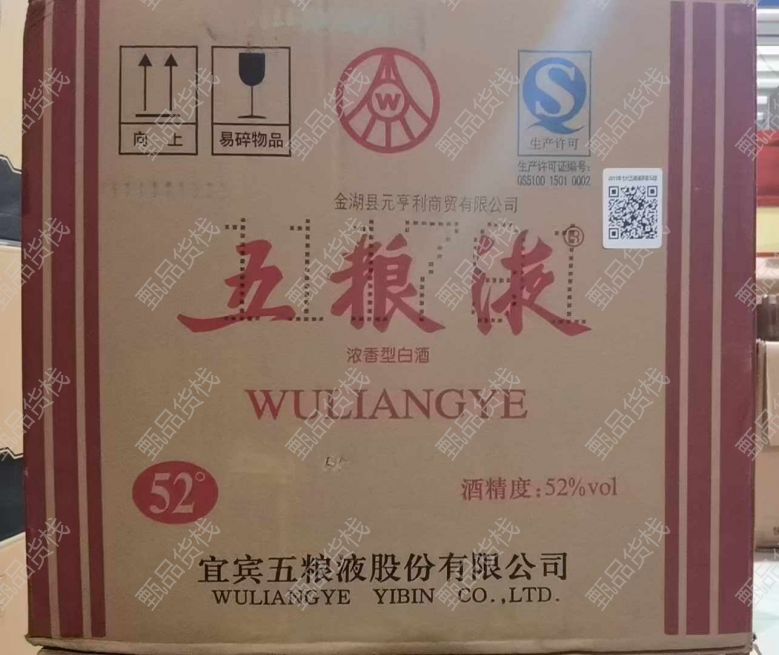 向 上
易碎物品
W
QS
生产许可
生产许可证编号:
QS5100 1501 0002
金湖县元亨利商贸有限公司
五粮液®
浓香型白酒
WULIANGYE
52°
酒精度:52%vol
宜宾五粮液股份有限公司
WULIANGYE YIBIN CO.,LTD.
甄品货栈